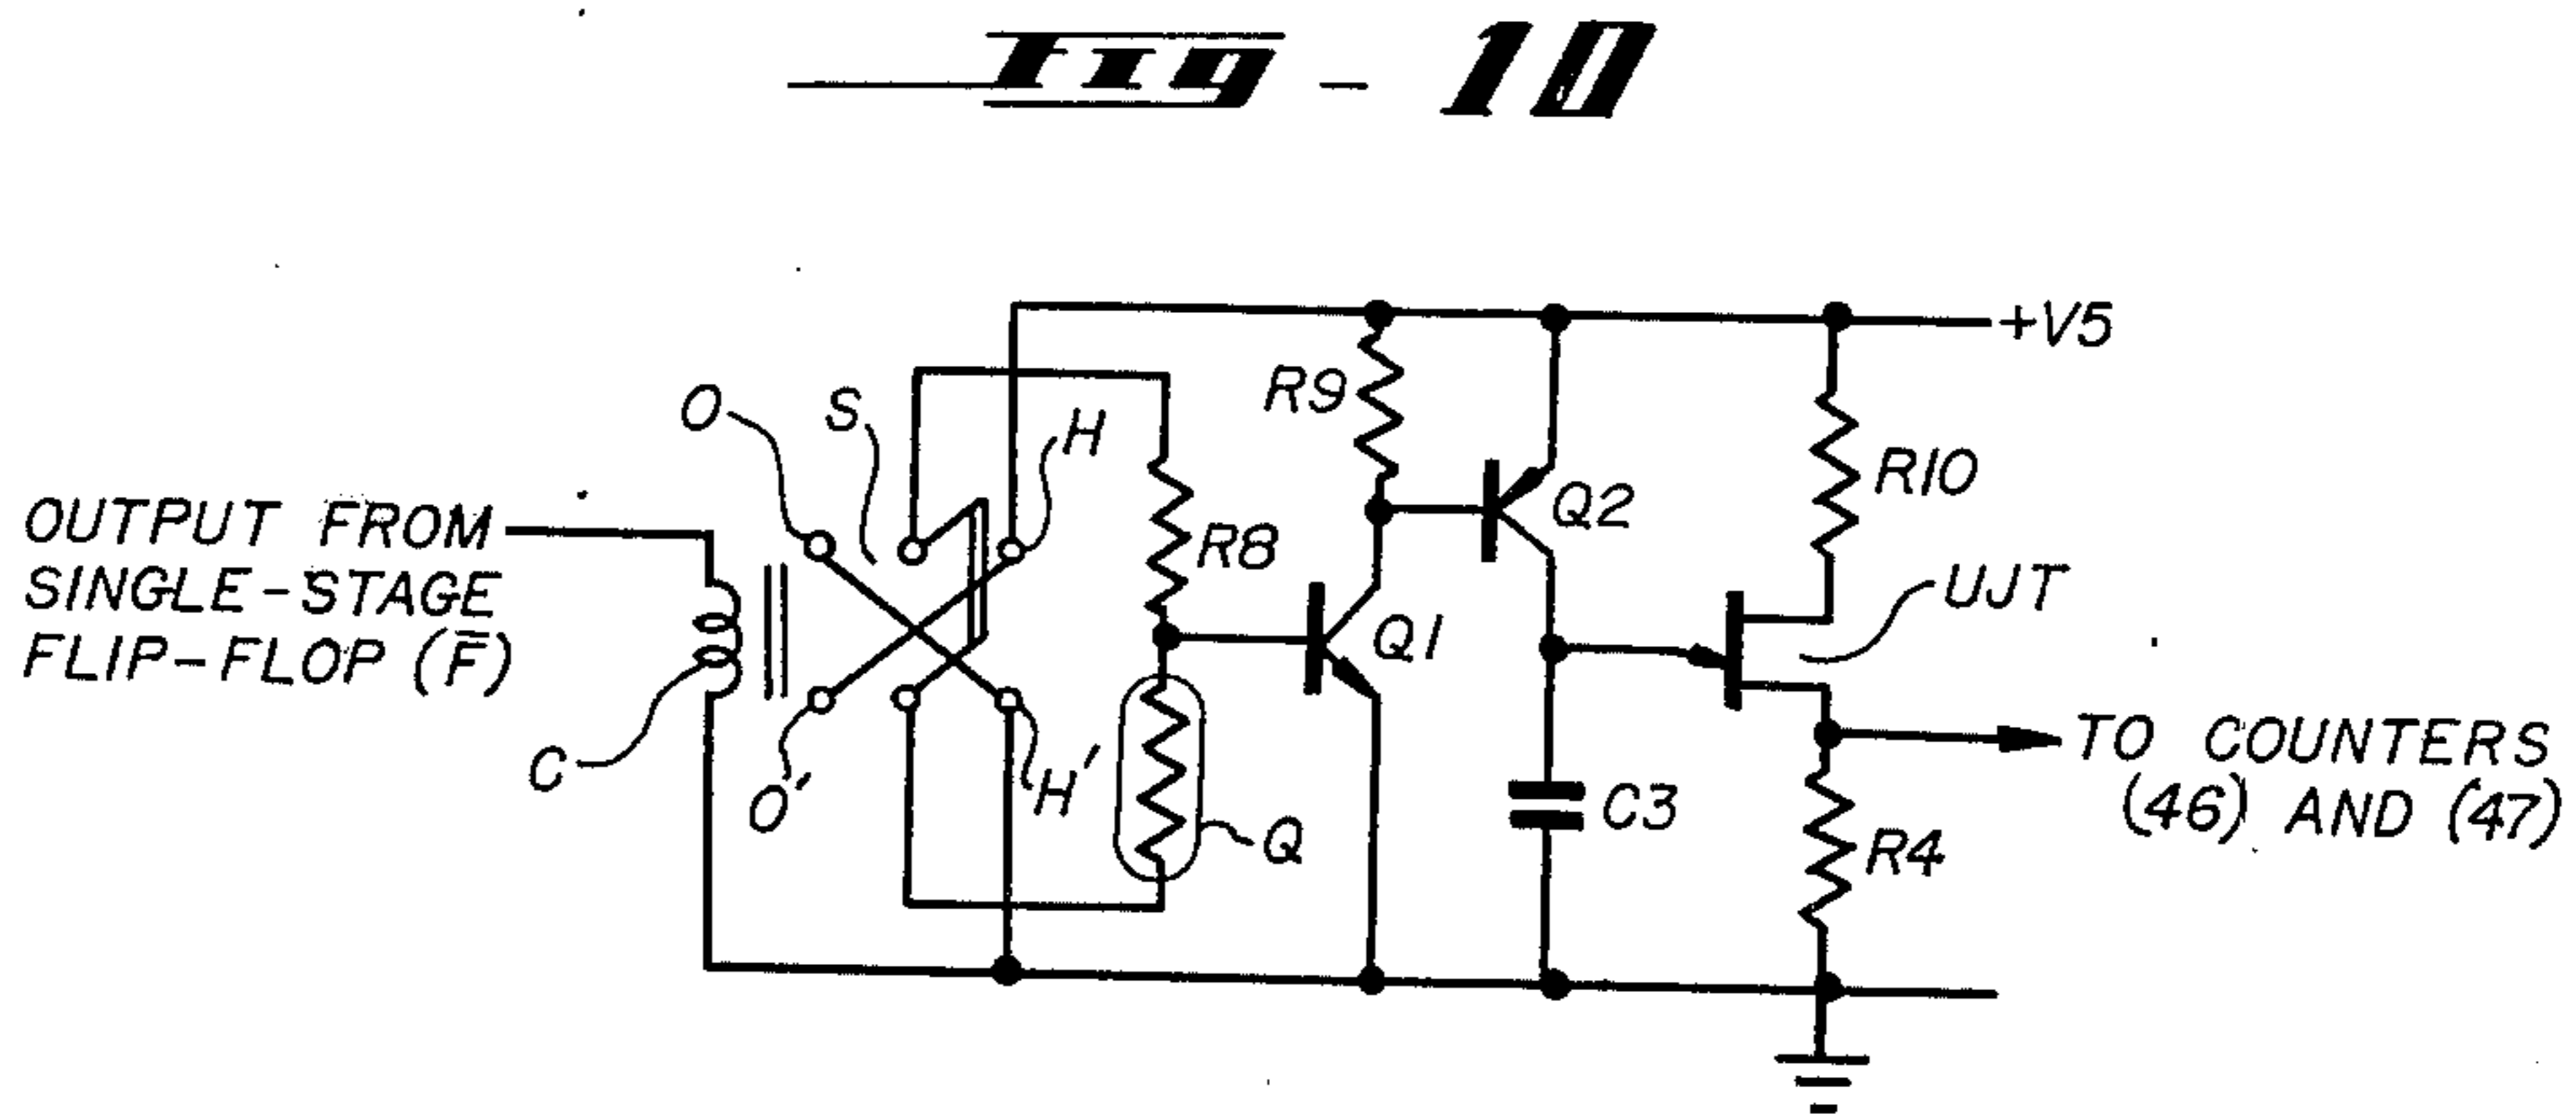 Fig - 10
+V5
R9
O
S
H
R10
Q2
OUTPUT FROM
SINGLE-STAGE
FLIP-FLOP (F̅)
R8
UJT
Q1
C
O'
H'
Q
C3
R4
TO COUNTERS
(46) AND (47)